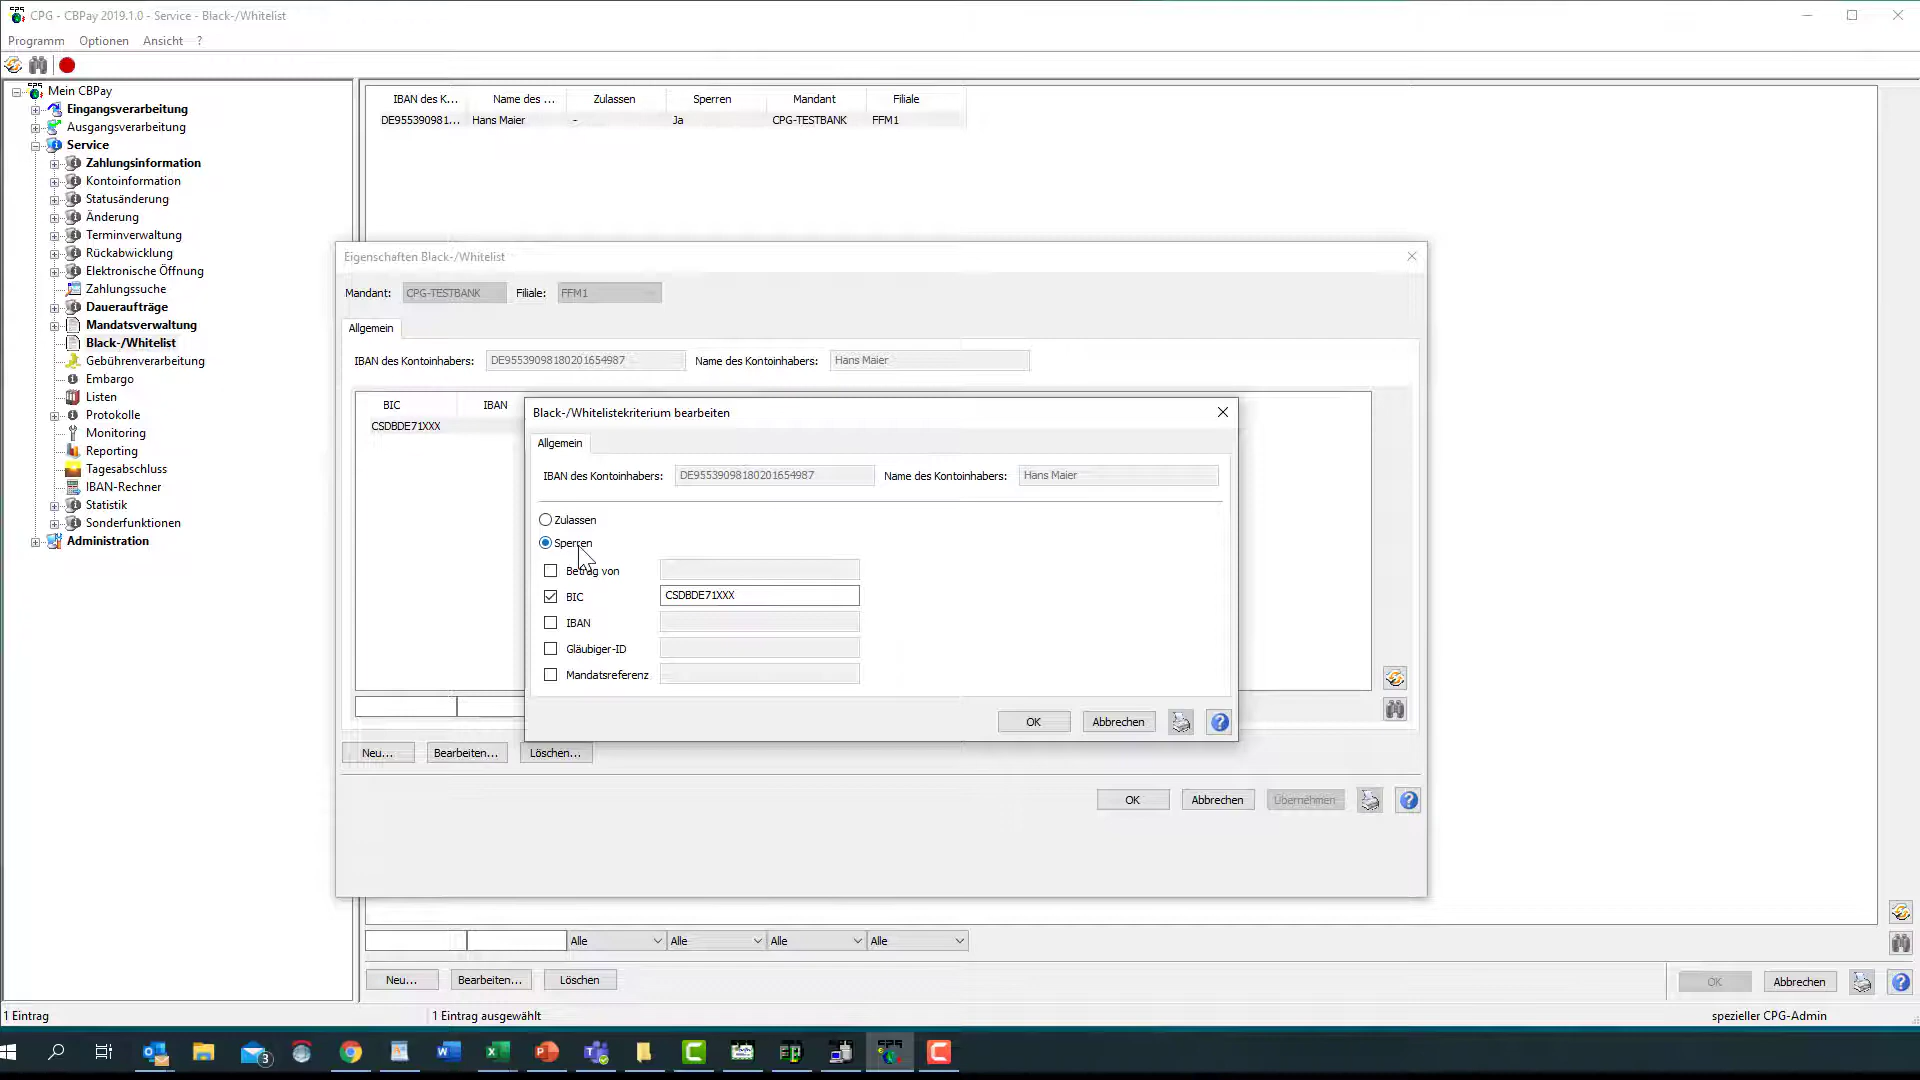 CPG - CBPay 2019.1.0 - Service - Black-/Whitelist
Programm Optionen Ansicht ?
Mein CBPay
Eingangsverarbeitung
Ausgangsverarbeitung
Service
Zahlungsinformation
Kontoinformation
Statusänderung
Änderung
Terminverwaltung
Rückabwicklung
Elektronische Öffnung
Zahlungssuche
Daueraufträge
Mandatsverwaltung
Black-/Whitelist
Gebührenverarbeitung
Embargo
Listen
Protokolle
Monitoring
Reporting
Tagesabschluss
IBAN-Rechner
Statistik
Sonderfunktionen
Administration
IBAN des K... Name des ... Zulassen Sperren Mandant Filiale
DE955390981... Hans Maier - Ja CPG-TESTBANK FFM1
Eigenschaften Black-/Whitelist
Mandant: CPG-TESTBANK Filiale: FFM1
Allgemein
IBAN des Kontoinhabers: DE95539098180201654987 Name des Kontoinhabers: Hans Maier
BIC IBAN
CSDBDE71XXX
Black-/Whitelistekriterium bearbeiten
Allgemein
IBAN des Kontoinhabers: DE95539098180201654987 Name des Kontoinhabers: Hans Maier
Zulassen
Sperren
Betrag von
BIC CSDBDE71XXX
IBAN
Gläubiger-ID
Mandatsreferenz
OK Abbrechen
Neu... Bearbeiten... Löschen...
OK Abbrechen Übernehmen
Alle Alle Alle Alle
Neu... Bearbeiten... Löschen
OK Abbrechen
1 Eintrag 1 Eintrag ausgewählt spezieller CPG-Admin
3